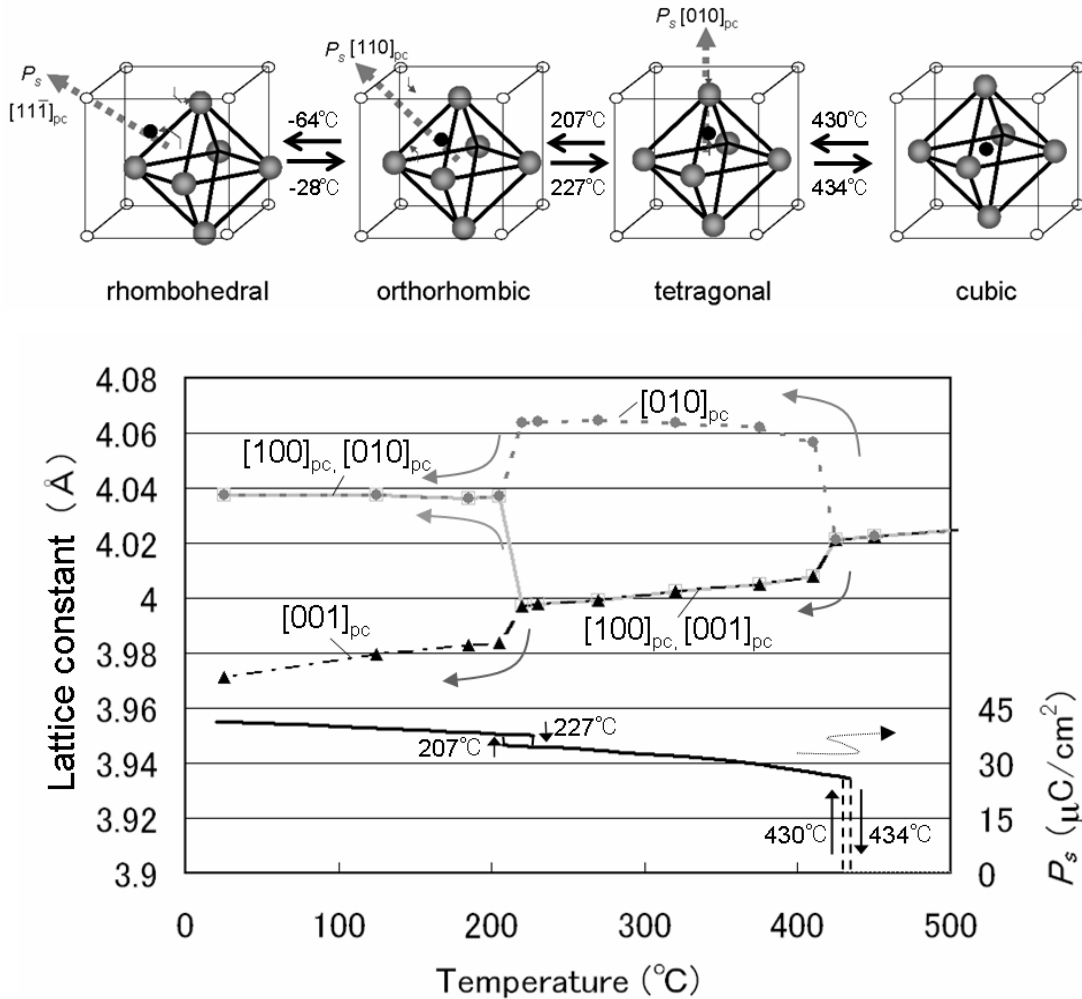 P_s [010]_pc
P_s [110]_pc
P_s
[111̄]_pc
-64℃
-28℃
207℃
227℃
430℃
434℃
rhombohedral
orthorhombic
tetragonal
cubic
4.08
4.06
4.04
4.02
4
3.98
3.96
3.94
3.92
3.9
Lattice constant (Å)
[010]_pc
[100]_pc, [010]_pc
[001]_pc
[100]_pc, [001]_pc
227℃
207℃
430℃
434℃
45
30
15
0
P_s (μC/cm²)
0
100
200
300
400
500
Temperature (℃)